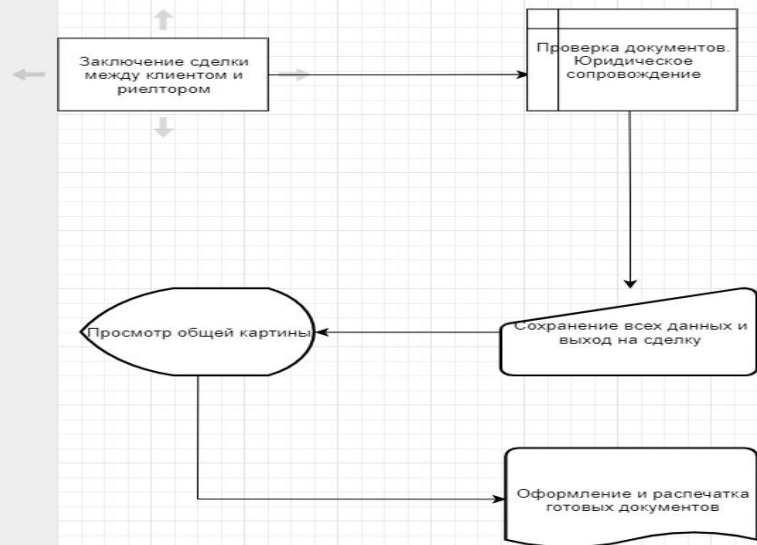 Заключение сделки
между клиентом и
риелтором
Проверка документов.
Юридическое
сопровождение
Сохранение всех данных и
выход на сделку
Просмотр общей картины
Оформление и распечатка
готовых документов